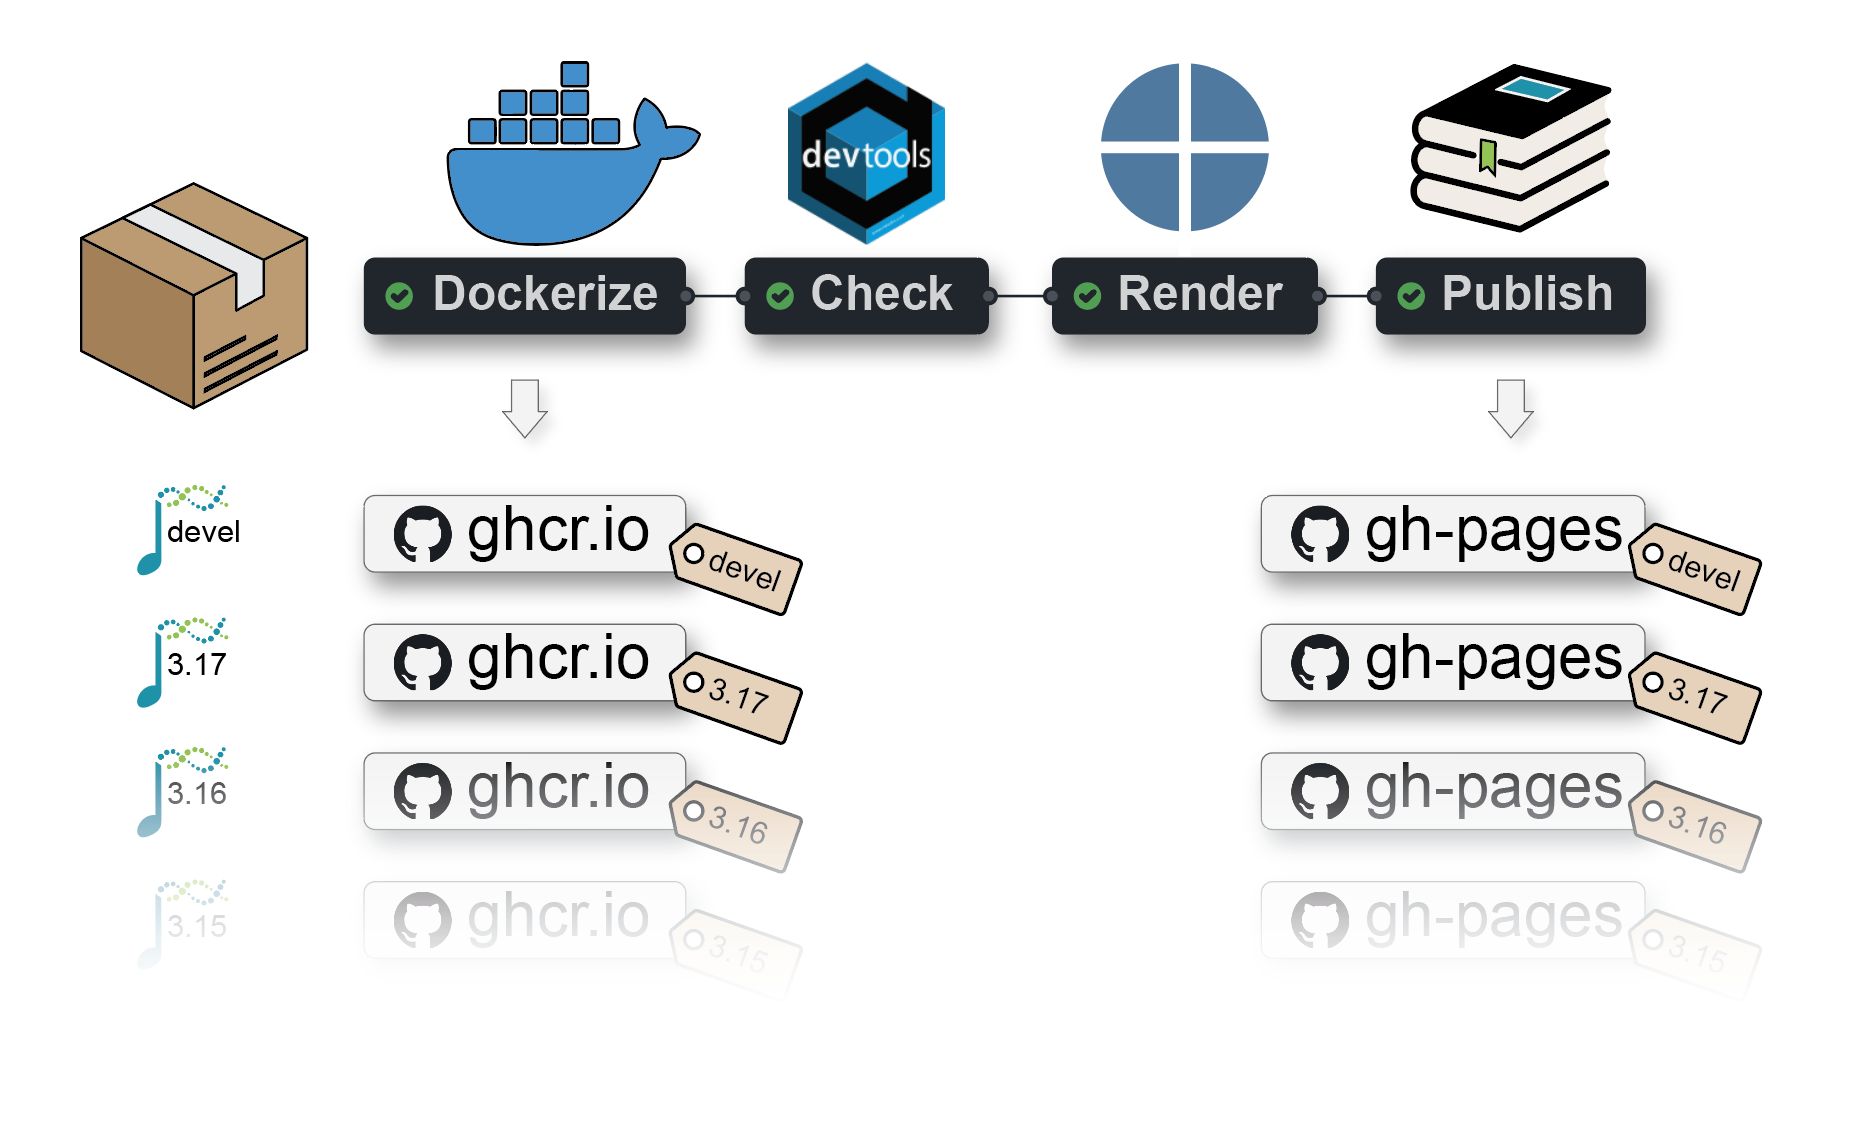 devtools
Dockerize
Check
Render
Publish
devel
ghcr.io
devel
gh-pages
devel
3.17
ghcr.io
3.17
gh-pages
3.17
3.16
ghcr.io
3.16
gh-pages
3.16
3.15
ghcr.io
3.15
gh-pages
3.15